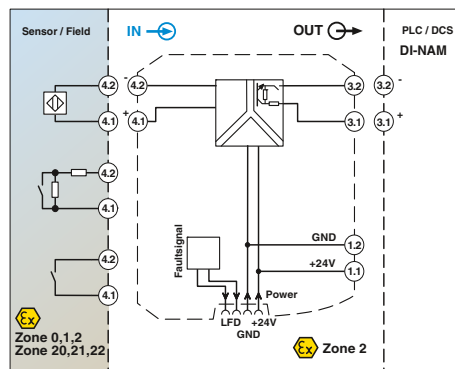 Sensor / Field
IN
OUT
PLC / DCS
DI-NAM
4.2 - 4.2 3.2 3.2 -
4.1 + 4.1 3.1 3.1 +
4.2
4.1
4.2
4.1
Faultsignal
GND 1.2
+24V 1.1
Power
LFD +24V
GND
Ex
Zone 0,1,2
Zone 20,21,22
Ex Zone 2